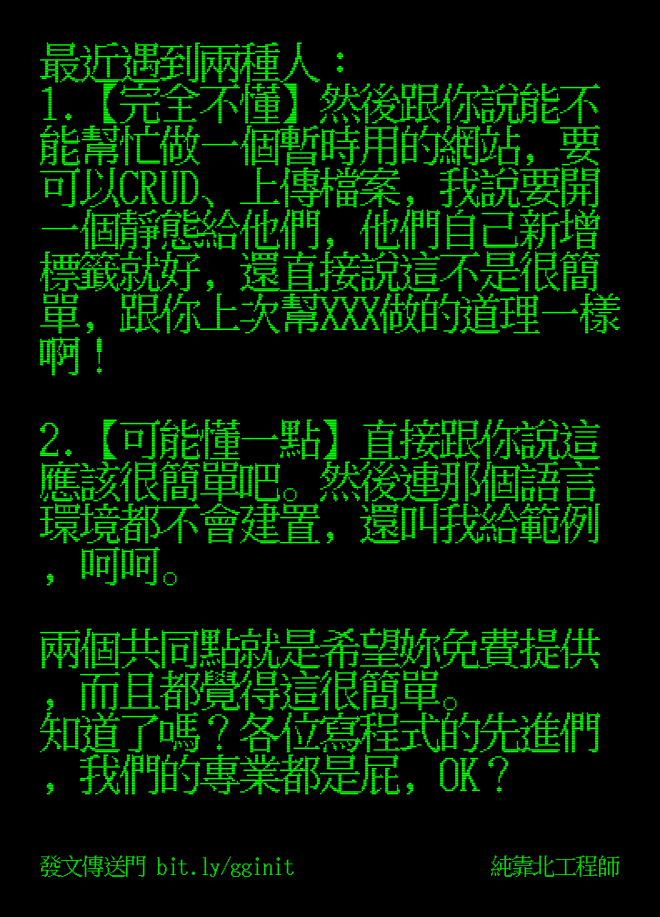 最近遇到兩種人：
1.【完全不懂】然後跟你說能不
能幫忙做一個暫時用的網站，要
可以CRUD、上傳檔案，我說要開
一個靜態給他們，他們自己新增
標籤就好，還直接說這不是很簡
單，跟你上次幫XXX做的道理一樣
啊！
2.【可能懂一點】直接跟你說這
應該很簡單吧。然後連那個語言
環境都不會建置，還叫我給範例
，呵呵。
兩個共同點就是希望妳免費提供
，而且都覺得這很簡單。
知道了嗎？各位寫程式的先進們
，我們的專業都是屁，OK？
發文傳送門 bit.ly/gginit
純靠北工程師